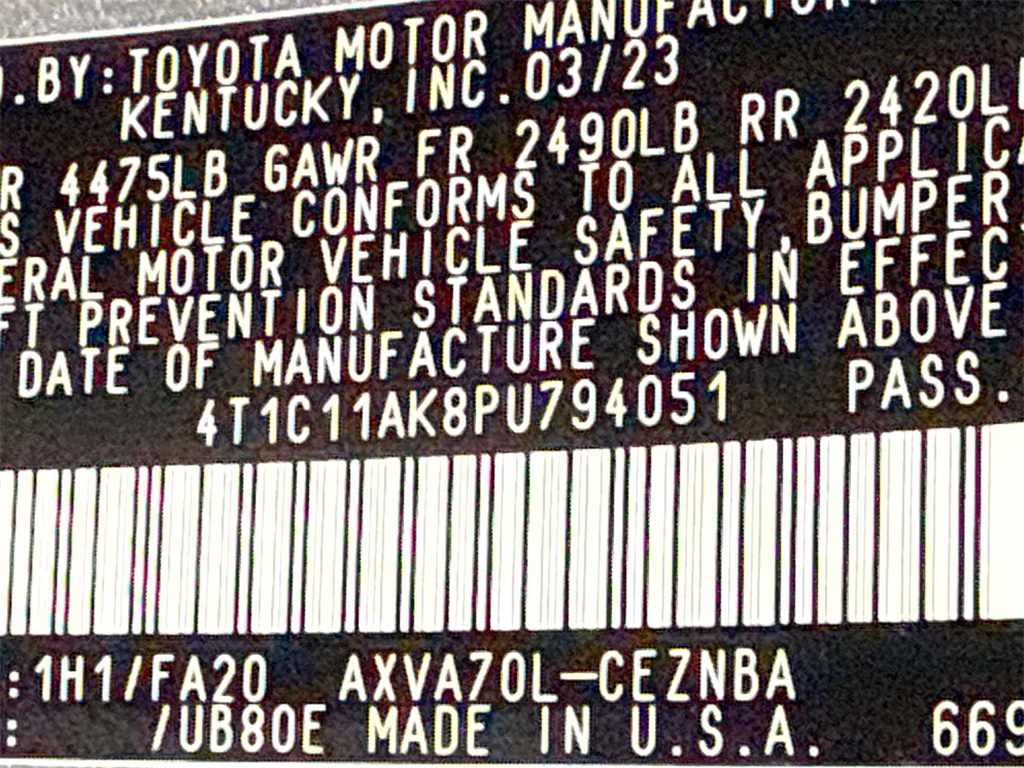 .BY:TOYOTA MOTOR MANUFACTUR
KENTUCKY, INC. 03/23
R 4475LB GAWR FR 2490LB RR 2420L
S VEHICLE CONFORMS TO ALL APPLICA
ERAL MOTOR VEHICLE SAFETY,BUMPER,
FT PREVENTION STANDARDS IN EFFEC
DATE OF MANUFACTURE SHOWN ABOVE
4T1C11AK8PU794051 PASS.
:1H1/FA20 AXVA70L-CEZNBA
: /UB80E MADE IN U.S.A. 669